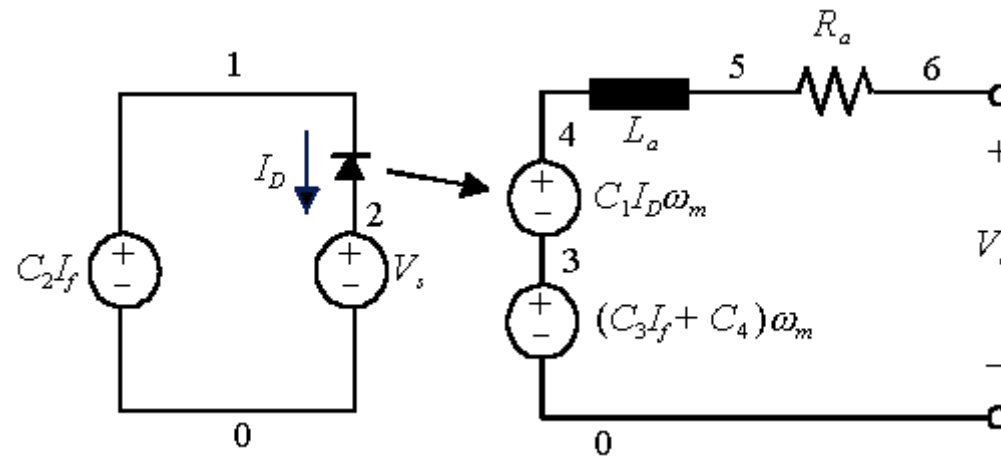 R_a
1
5
6
4
L_a
I_D
+
C_1I_Dω_m
+
−
2
3
C_2I_f
+
−
+
−
V_s
+
−
(C_3I_f + C_4)ω_m
−
0
0